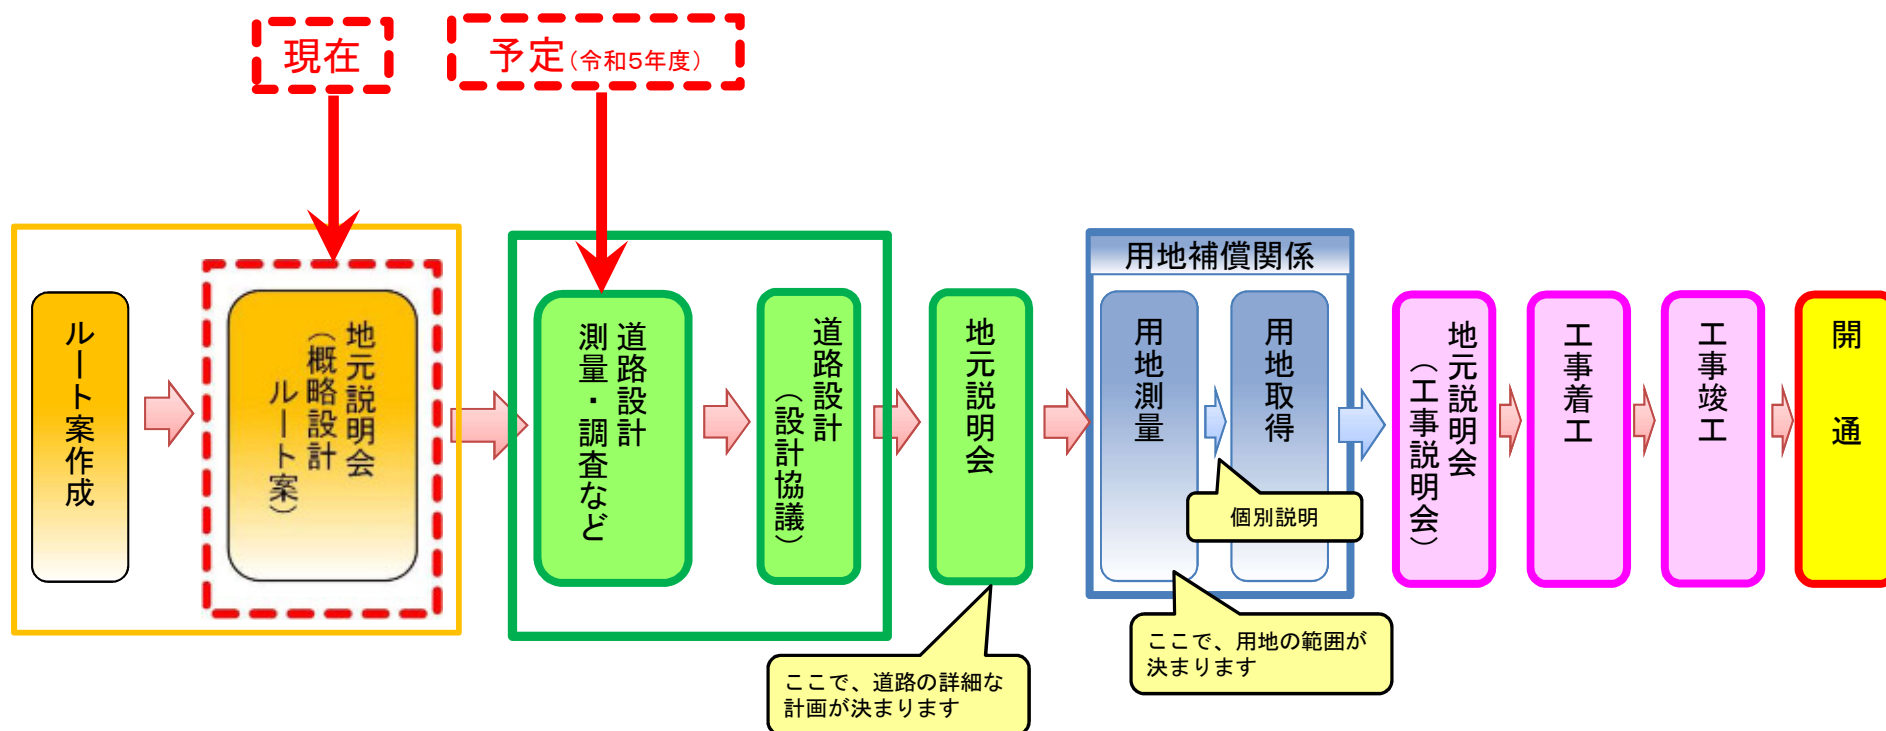 現在
予定(令和5年度)
ルート案作成
地元説明会
(概略設計
ルート案)
道路設計
測量・調査など
道路設計
(設計協議)
地元説明会
用地補償関係
用地測量
用地取得
個別説明
地元説明会
(工事説明会)
工事着工
工事竣工
開通
ここで、道路の詳細な
計画が決まります
ここで、用地の範囲が
決まります